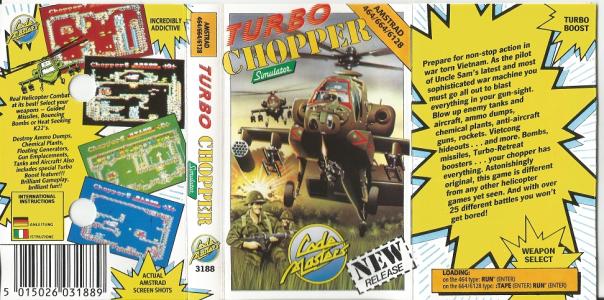 Code Masters
INCREDIBLY
ADDICTIVE
Real Helicopter Combat
at its best! Select your
weapons — Guided
Missiles, Bouncing
Bombs or Heat Seeking
K22's.
Destroy Ammo Dumps,
Chemical Plants,
Floating Generators,
Gun Emplacements,
Tanks and Aircraft! Also
includes special Turbo
Boost feature!!!
Brilliant Gameplay,
brilliant fun!!
INTERNATIONAL
INSTRUCTIONS
ANLEITUNG
ISTRUZIONI
5 015026 031889
ACTUAL
AMSTRAD
SCREEN SHOTS
AMSTRAD
464/664/6128
TURBO
CHOPPER
Simulator
Code Masters
3188
TURBO
CHOPPER
Simulator
AMSTRAD
464/664/6128
Code
Masters
NEW
RELEASE
TURBO
BOOST
Prepare for non-stop action in
war torn Vietnam. As the pilot
of Uncle Sam's latest and most
sophisticated war machine you
must go all out to blast
everything in your gun-sight.
Blow up enemy tanks and
aircraft, ammo dumps,
chemical plants, anti-aircraft
guns, rockets. Vietcong
hideouts . . . and more. Bombs,
missiles, Turbo-Retreat
boosters . . . your chopper has
everything. Astonishingly
original, this game is different
from any other helicopter
games yet seen. And with over
25 different battles you won't
get bored!
WEAPON
SELECT
LOADING:
on the 464 type: RUN" (ENTER)
on the 664/6128 type: :TAPE (ENTER) RUN" (ENTER)